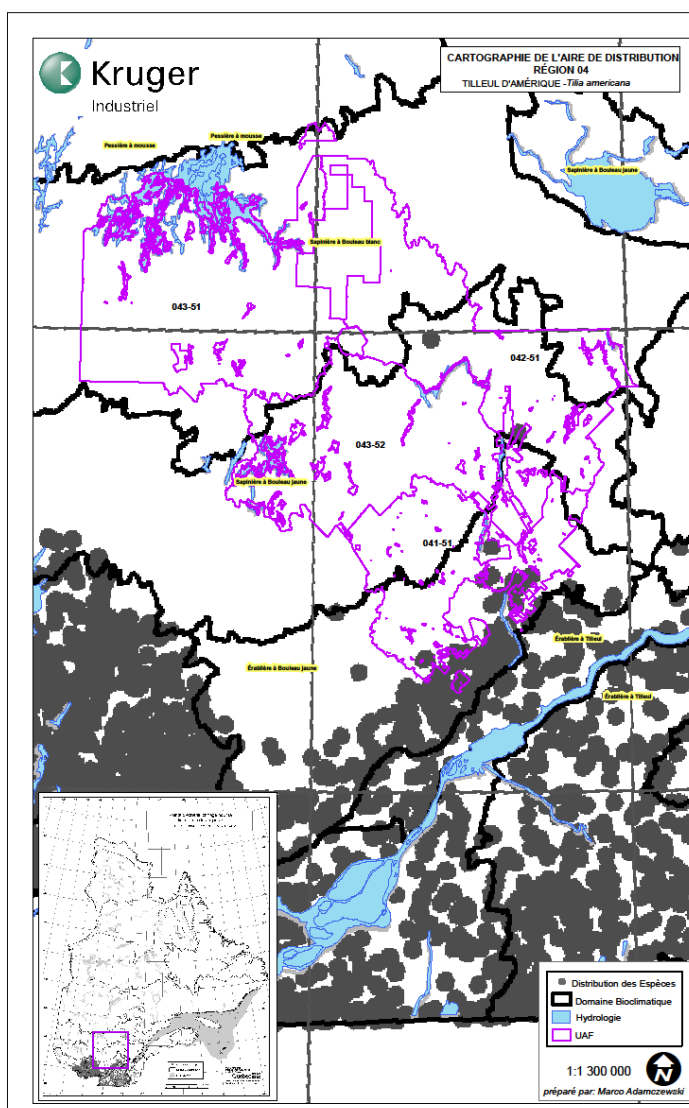 Kruger
Industriel
CARTOGRAPHIE DE L'AIRE DE DISTRIBUTION
RÉGION 04
TILLEUL D'AMÉRIQUE -Tilia americana
Pessière à mousse
Pessière à mousse
Sapinière à Bouleau jaune
Sapinière à Bouleau blanc
043-51
042-51
043-52
Sapinière à Bouleau jaune
041-51
Érablière à Bouleau jaune
Érablière à Tilleul
Érablière à Tilleul
Distribution des Espèces
Domaine Bioclimatique
Hydrologie
UAF
1:1 300 000
N
préparé par: Marco Adamczewski